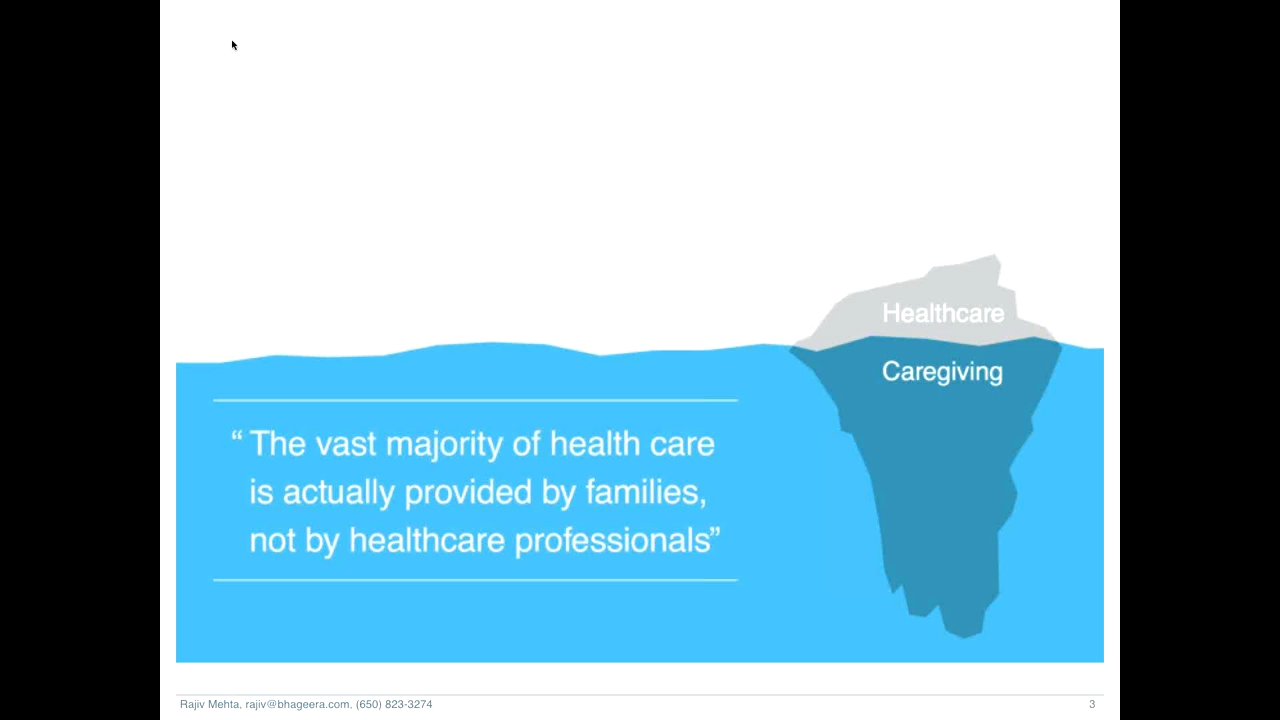 Healthcare
Caregiving
“ The vast majority of health care
is actually provided by families,
not by healthcare professionals”
Rajiv Mehta, rajiv@bhageera.com, (650) 823-3274
3